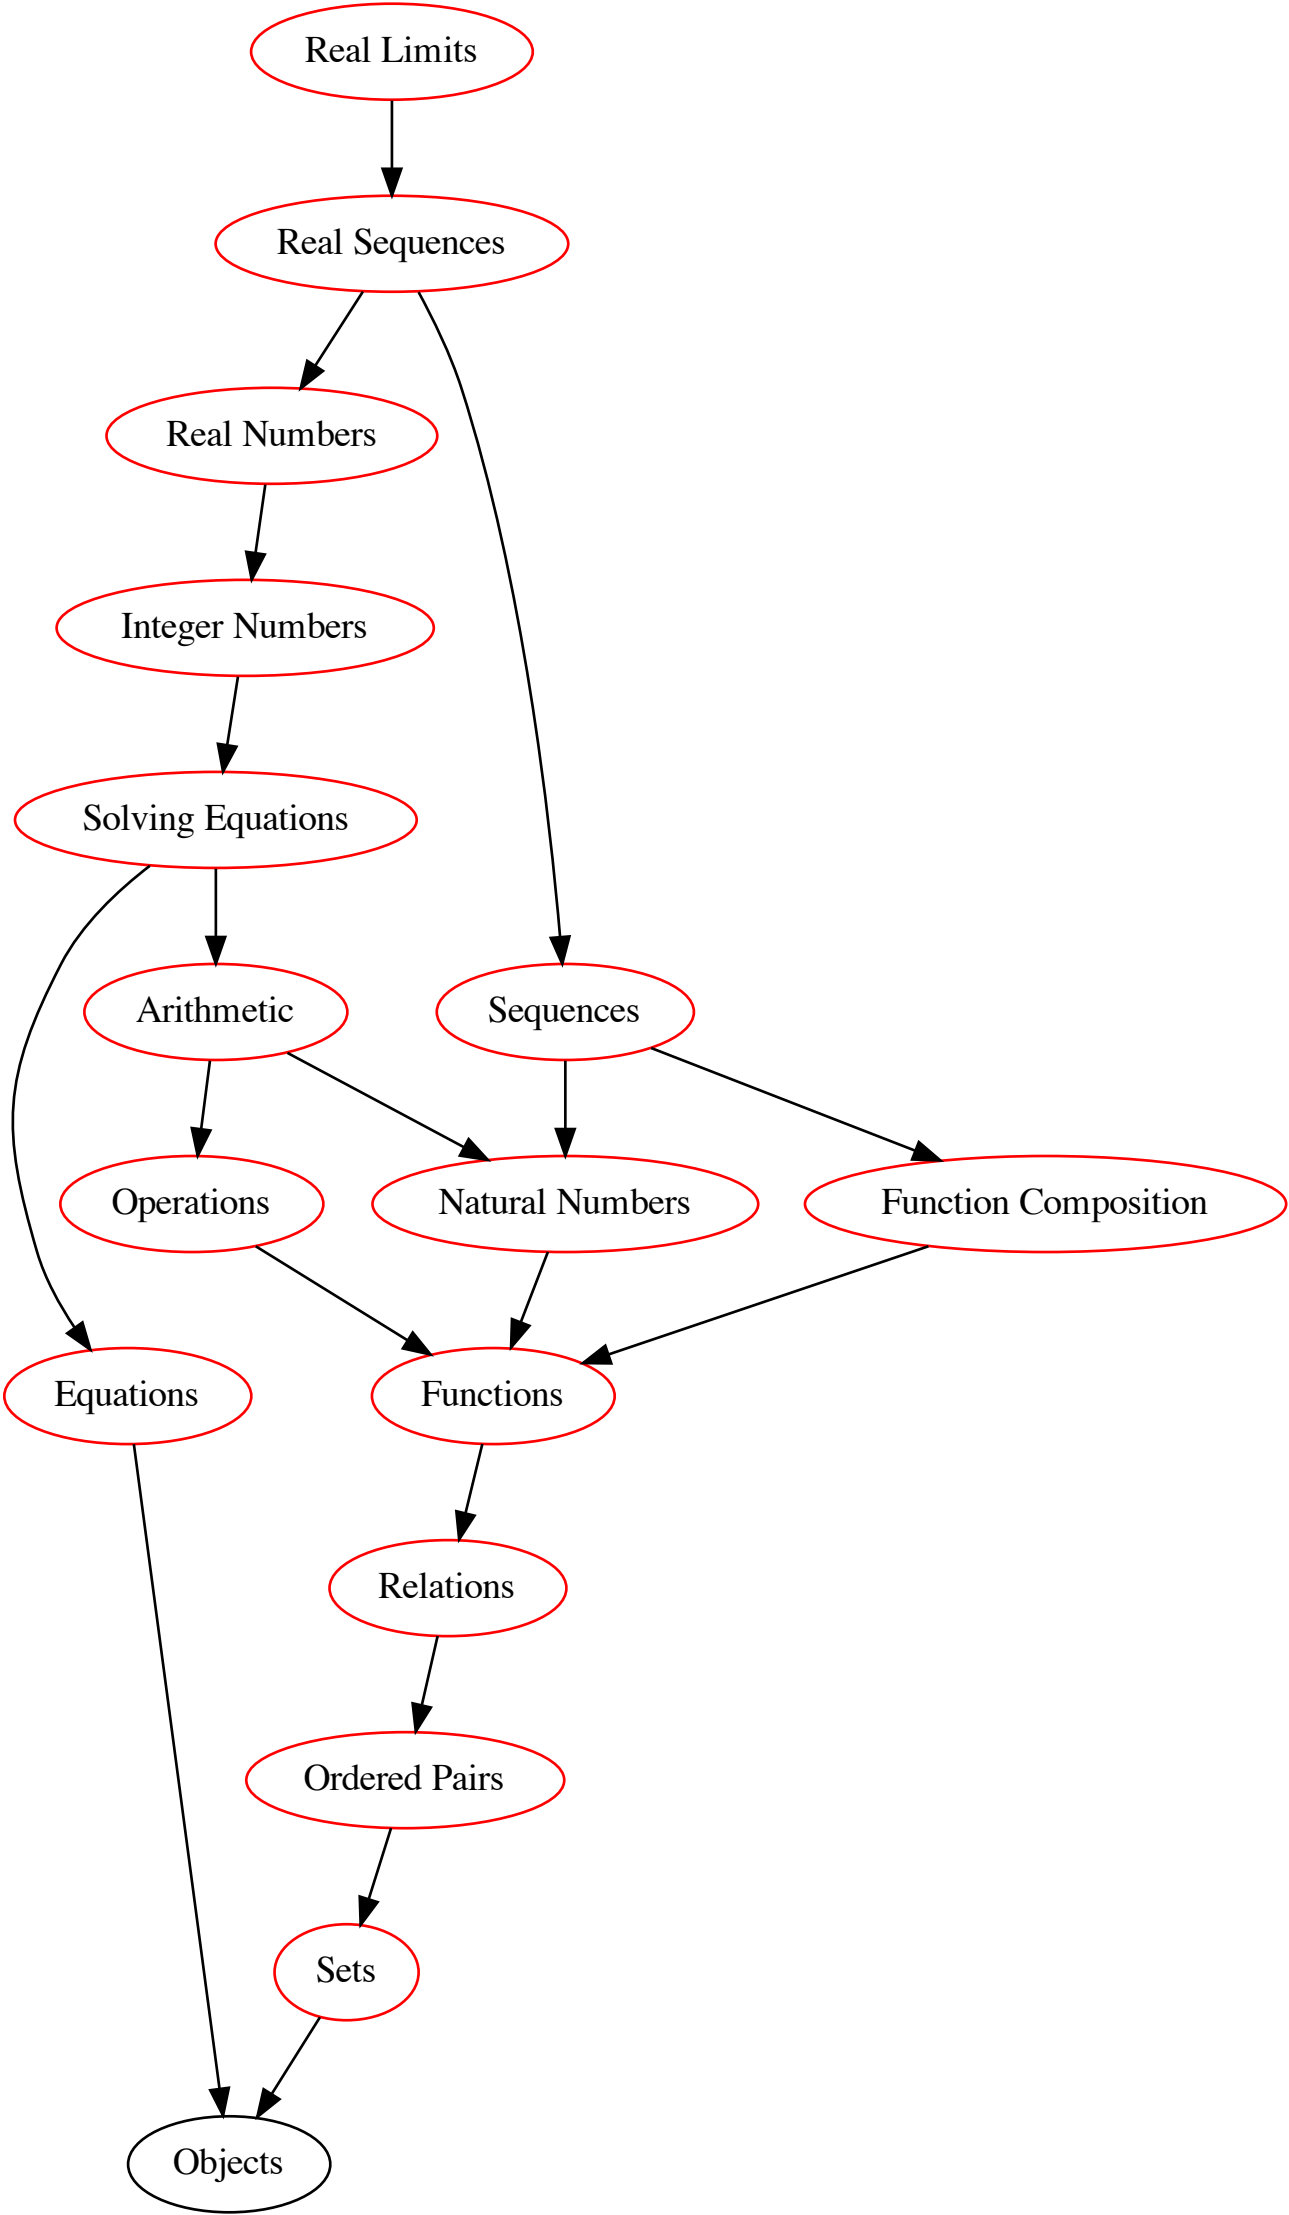 Real Limits
Real Sequences
Real Numbers
Integer Numbers
Solving Equations
Arithmetic
Sequences
Operations
Natural Numbers
Function Composition
Equations
Functions
Relations
Ordered Pairs
Sets
Objects